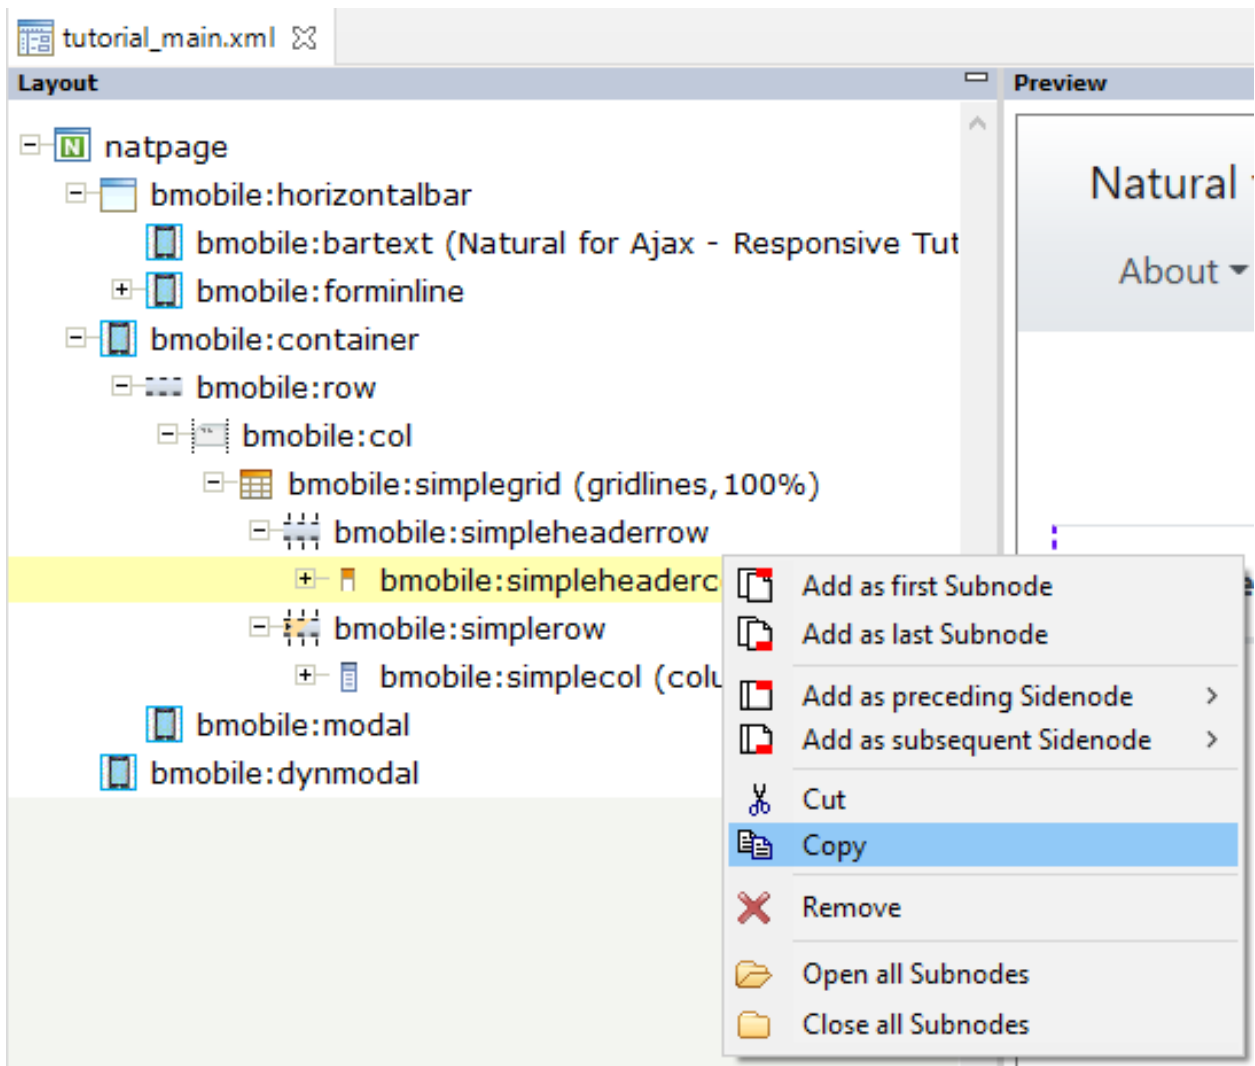 tutorial_main.xml
Layout
Preview
natpage
bmobile:horizontalbar
bmobile:bartext (Natural for Ajax - Responsive Tut
bmobile:forminline
bmobile:container
bmobile:row
bmobile:col
bmobile:simplegrid (gridlines,100%)
bmobile:simpleheaderrow
bmobile:simpleheaderc
bmobile:simplerow
bmobile:simplecol (colu
bmobile:modal
bmobile:dynmodal
Natural
About
Add as first Subnode
Add as last Subnode
Add as preceding Sidenode
Add as subsequent Sidenode
Cut
Copy
Remove
Open all Subnodes
Close all Subnodes